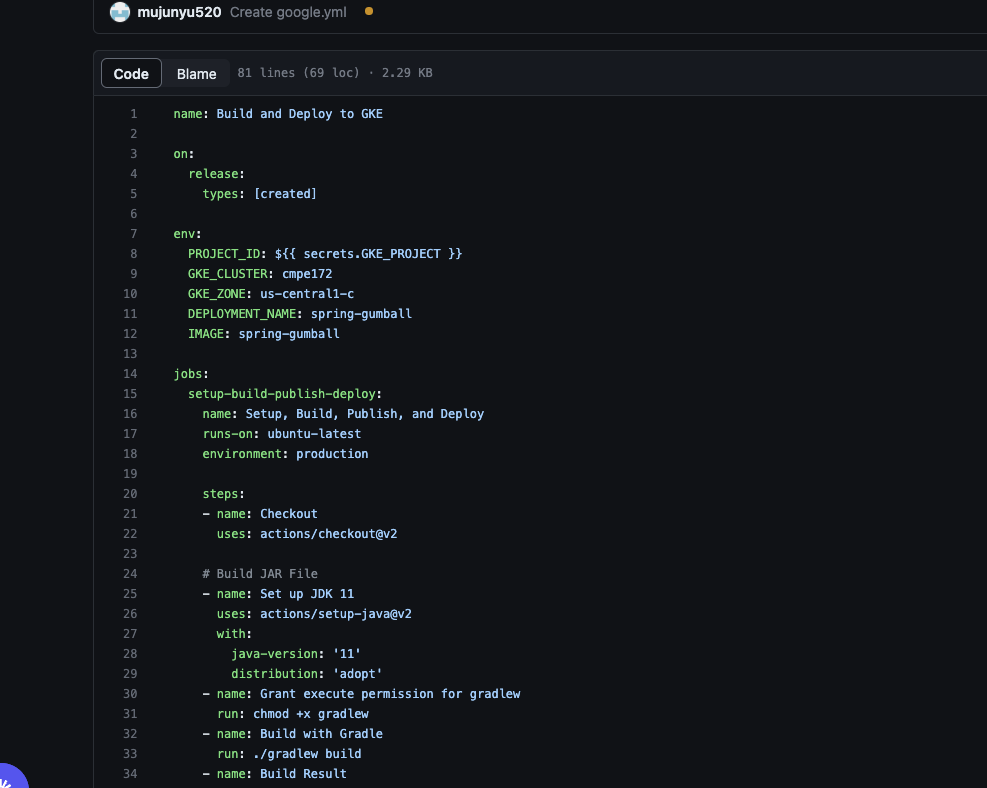 mujunyu520 Create google.yml
Code Blame 81 lines (69 loc) · 2.29 KB
1 name: Build and Deploy to GKE
2
3 on:
4   release:
5     types: [created]
6
7 env:
8   PROJECT_ID: ${{ secrets.GKE_PROJECT }}
9   GKE_CLUSTER: cmpe172
10   GKE_ZONE: us-central1-c
11   DEPLOYMENT_NAME: spring-gumball
12   IMAGE: spring-gumball
13
14 jobs:
15   setup-build-publish-deploy:
16     name: Setup, Build, Publish, and Deploy
17     runs-on: ubuntu-latest
18     environment: production
19
20     steps:
21     - name: Checkout
22       uses: actions/checkout@v2
23
24     # Build JAR File
25     - name: Set up JDK 11
26       uses: actions/setup-java@v2
27       with:
28         java-version: '11'
29         distribution: 'adopt'
30     - name: Grant execute permission for gradlew
31       run: chmod +x gradlew
32     - name: Build with Gradle
33       run: ./gradlew build
34     - name: Build Result